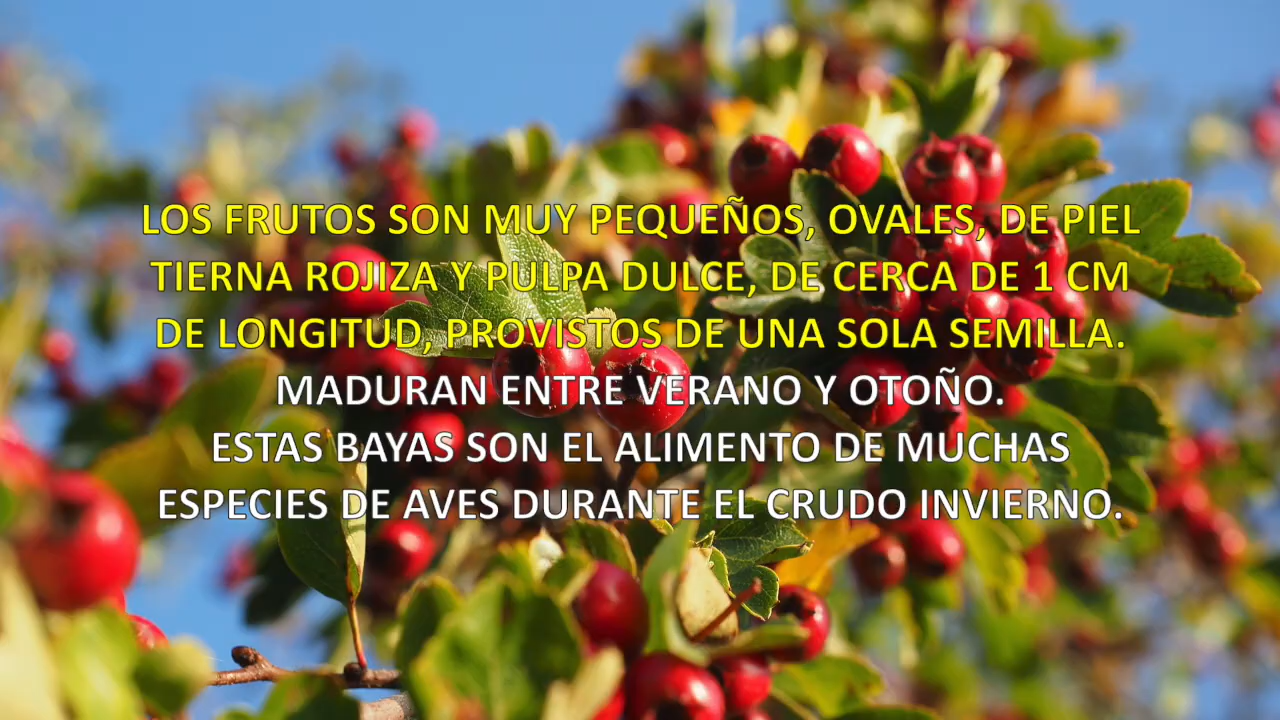 LOS FRUTOS SON MUY PEQUEÑOS, OVALES, DE PIEL
TIERNA ROJIZA Y PULPA DULCE, DE CERCA DE 1 CM
DE LONGITUD, PROVISTOS DE UNA SOLA SEMILLA.
MADURAN ENTRE VERANO Y OTOÑO.
ESTAS BAYAS SON EL ALIMENTO DE MUCHAS
ESPECIES DE AVES DURANTE EL CRUDO INVIERNO.